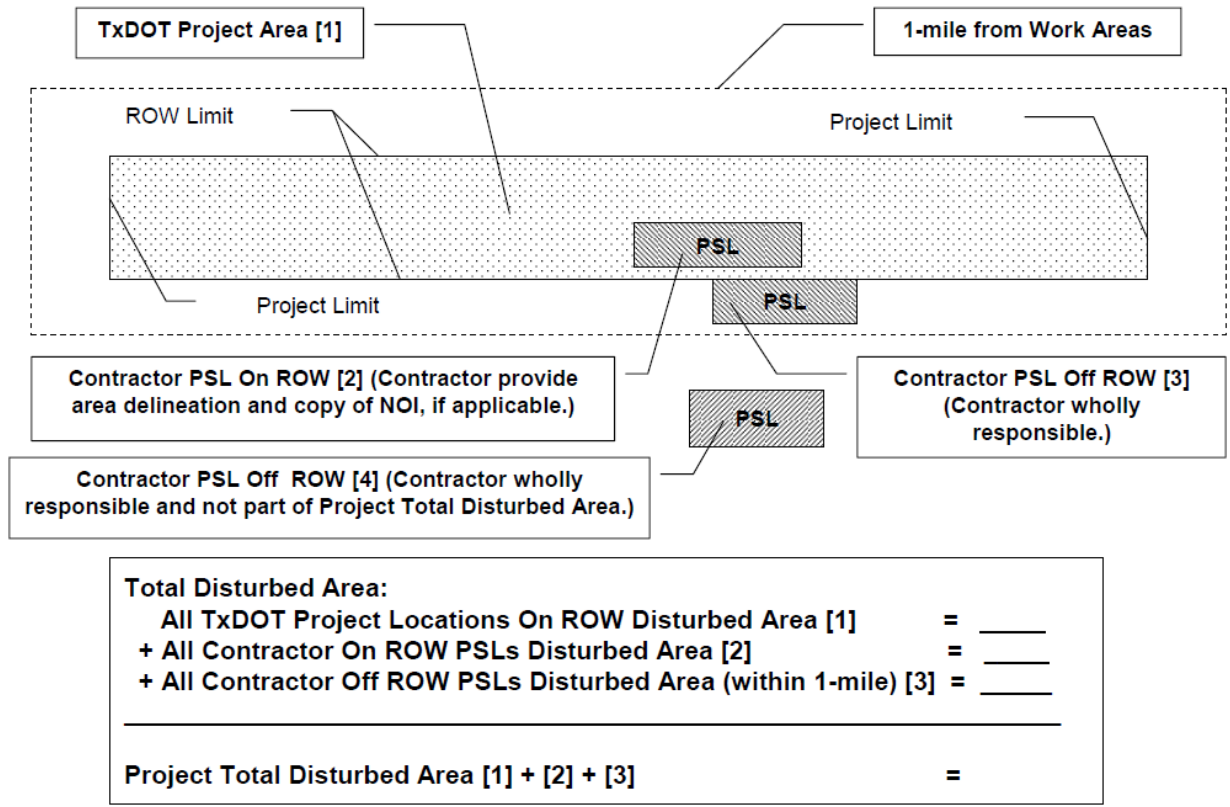 TxDOT Project Area [1]
1-mile from Work Areas
ROW Limit
Project Limit
PSL
PSL
Project Limit
Contractor PSL On ROW [2] (Contractor provide
area delineation and copy of NOI, if applicable.)
Contractor PSL Off ROW [3]
(Contractor wholly
responsible.)
PSL
Contractor PSL Off  ROW [4] (Contractor wholly
responsible and not part of Project Total Disturbed Area.)
Total Disturbed Area:
All TxDOT Project Locations On ROW Disturbed Area [1] = _____
+ All Contractor On ROW PSLs Disturbed Area [2] = _____
+ All Contractor Off ROW PSLs Disturbed Area (within 1-mile) [3] = _____
Project Total Disturbed Area [1] + [2] + [3] =